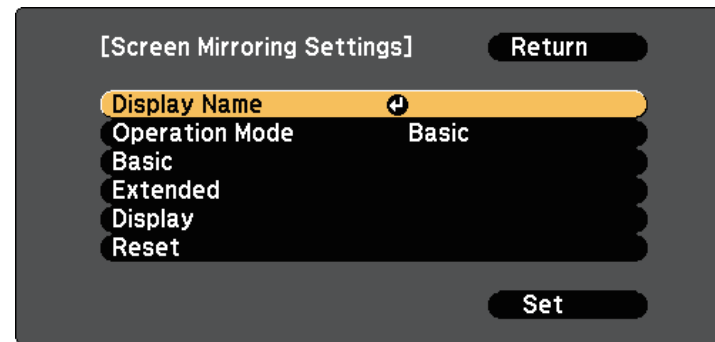 [Screen Mirroring Settings] Return
Display Name
Operation Mode Basic
Basic
Extended
Display
Reset
Set